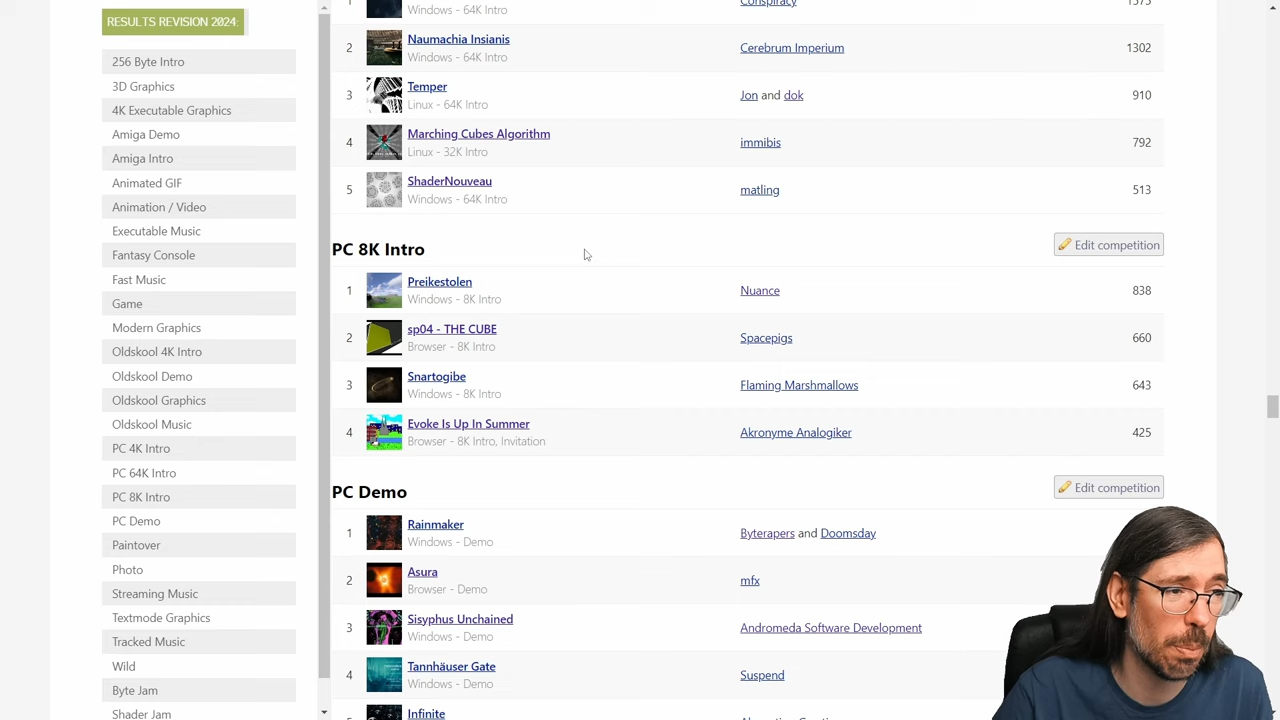 RESULTS REVISION 2024:
256 Byte Intro
3D Graphics
4K Executable Graphics
Amiga Demo
Amiga Intro
Animated GIF
Animation / Video
Executable Music
Fantasy Console
Fast Music
Game
Modern Graphics
Oldskool 4K Intro
Oldskool Demo
Oldskool Graphics
Oldskool Music
Intro
PC 64K Intro
PC 8K Intro
PC Demo
Photo
Streaming Music
Textmode Graphics
Tracked Music
Jam
Jam
Conspiracy
Windows - 64K Intro
2 Naumachia Insianis Cerebrum Imperium
Windows - 64K Intro
3 Temper Jon and dok 910
Linux - 64K Intro
4 Marching Cubes Algorithm immibis 792
Linux - 32K Intro
5 ShaderNouveau matling 513
Windows - 64K Intro
PC 8K Intro Edit competition
1 Preikestolen Nuance 838
Windows - 8K Intro
2 sp04 - THE CUBE Spacepigs 660
Browser - 8K Intro
3 Snartogibe Flaming Marshmallows 643
Windows - 8K Intro
4 Evoke Is Up In Summer Akronyme Analogiker 425
Browser - 8K Intro, Invitation
PC Demo Edit competition
1 Rainmaker Byterapers and Doomsday
Windows - Demo
2 Asura mfx
Browser - Demo
3 Sisyphus Unchained Andromeda Software Development
Windows - Demo
4 Tannhäuser Gate Suspend
Windows - Demo
Infinite